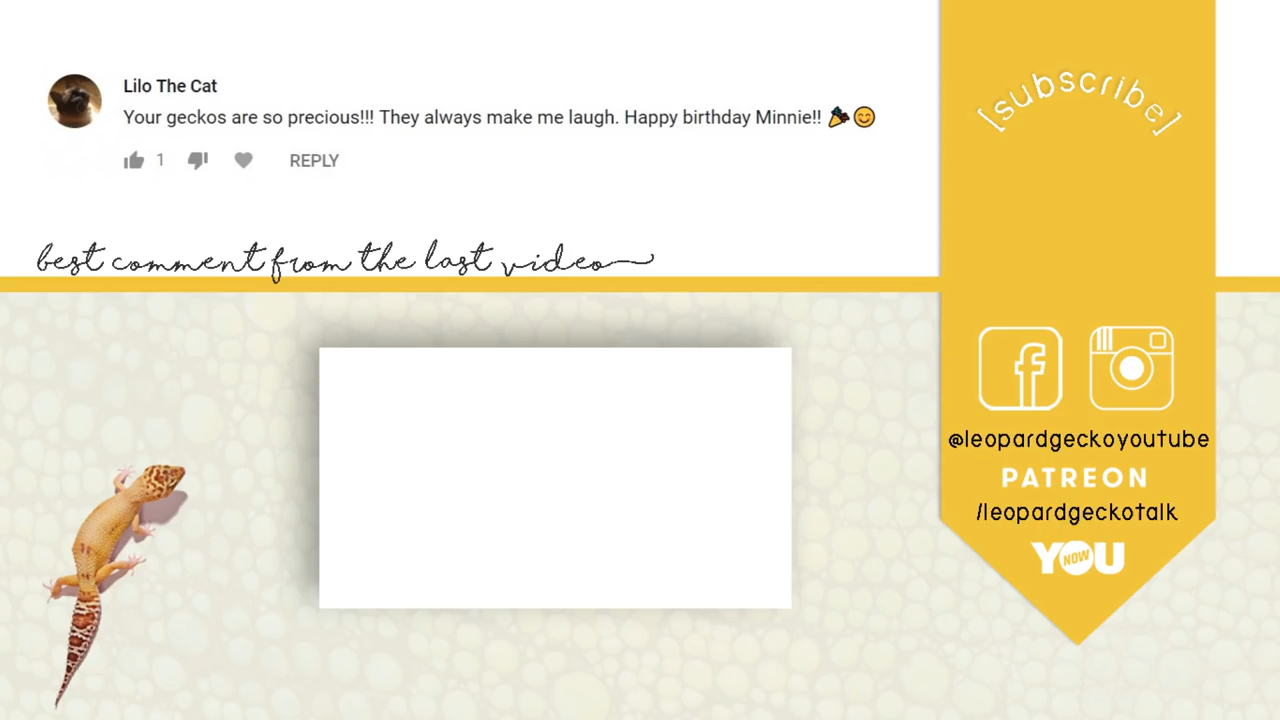 Lilo The Cat
Your geckos are so precious!!! They always make me laugh. Happy birthday Minnie!! 🎉😊
1 REPLY
best comment from the last video
[subscribe]
@leopardgeckoyoutube
PATREON
/leopardgeckotalk
YOU NOW